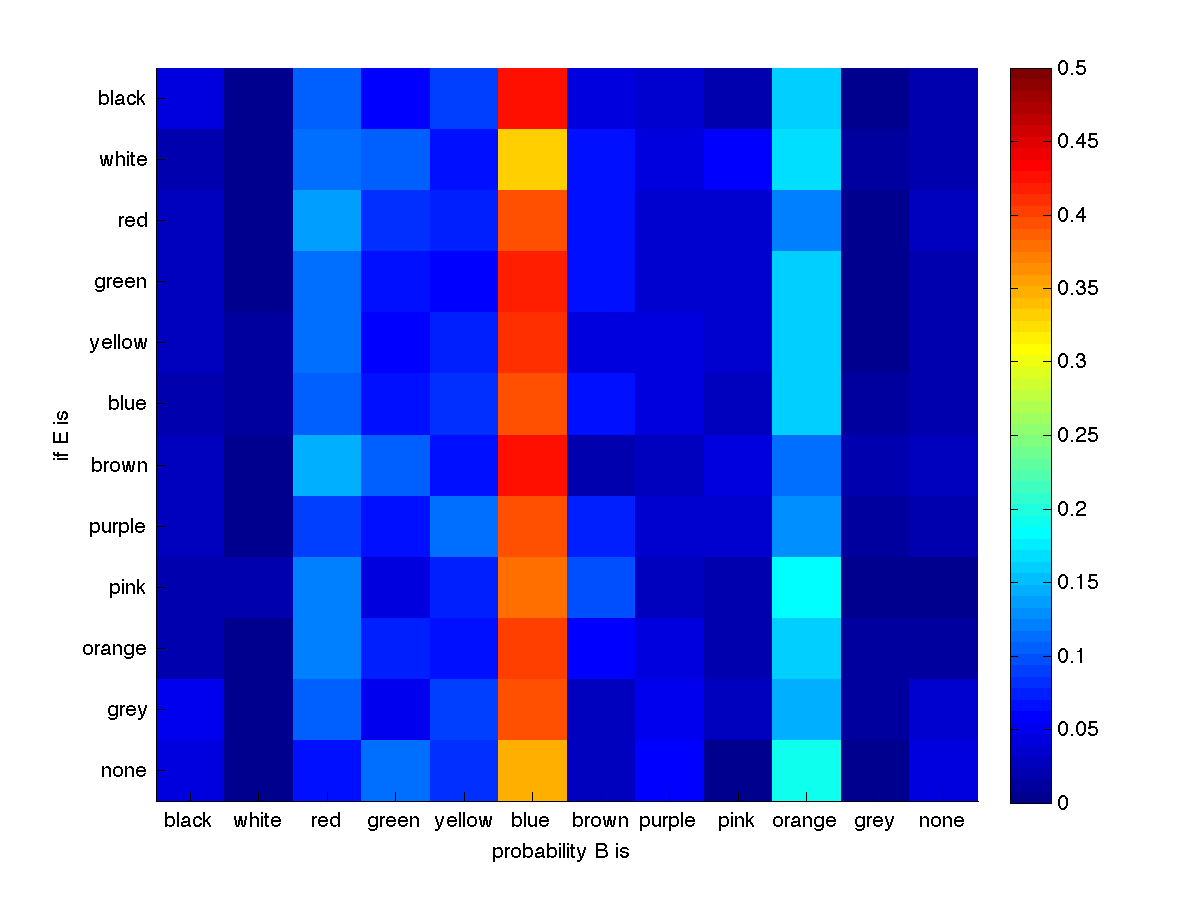 black
white
red
green
yellow
blue
brown
purple
pink
orange
grey
none
if E is
black white red green yellow blue brown purple pink orange grey none
probability B is
0.5
0.45
0.4
0.35
0.3
0.25
0.2
0.15
0.1
0.05
0